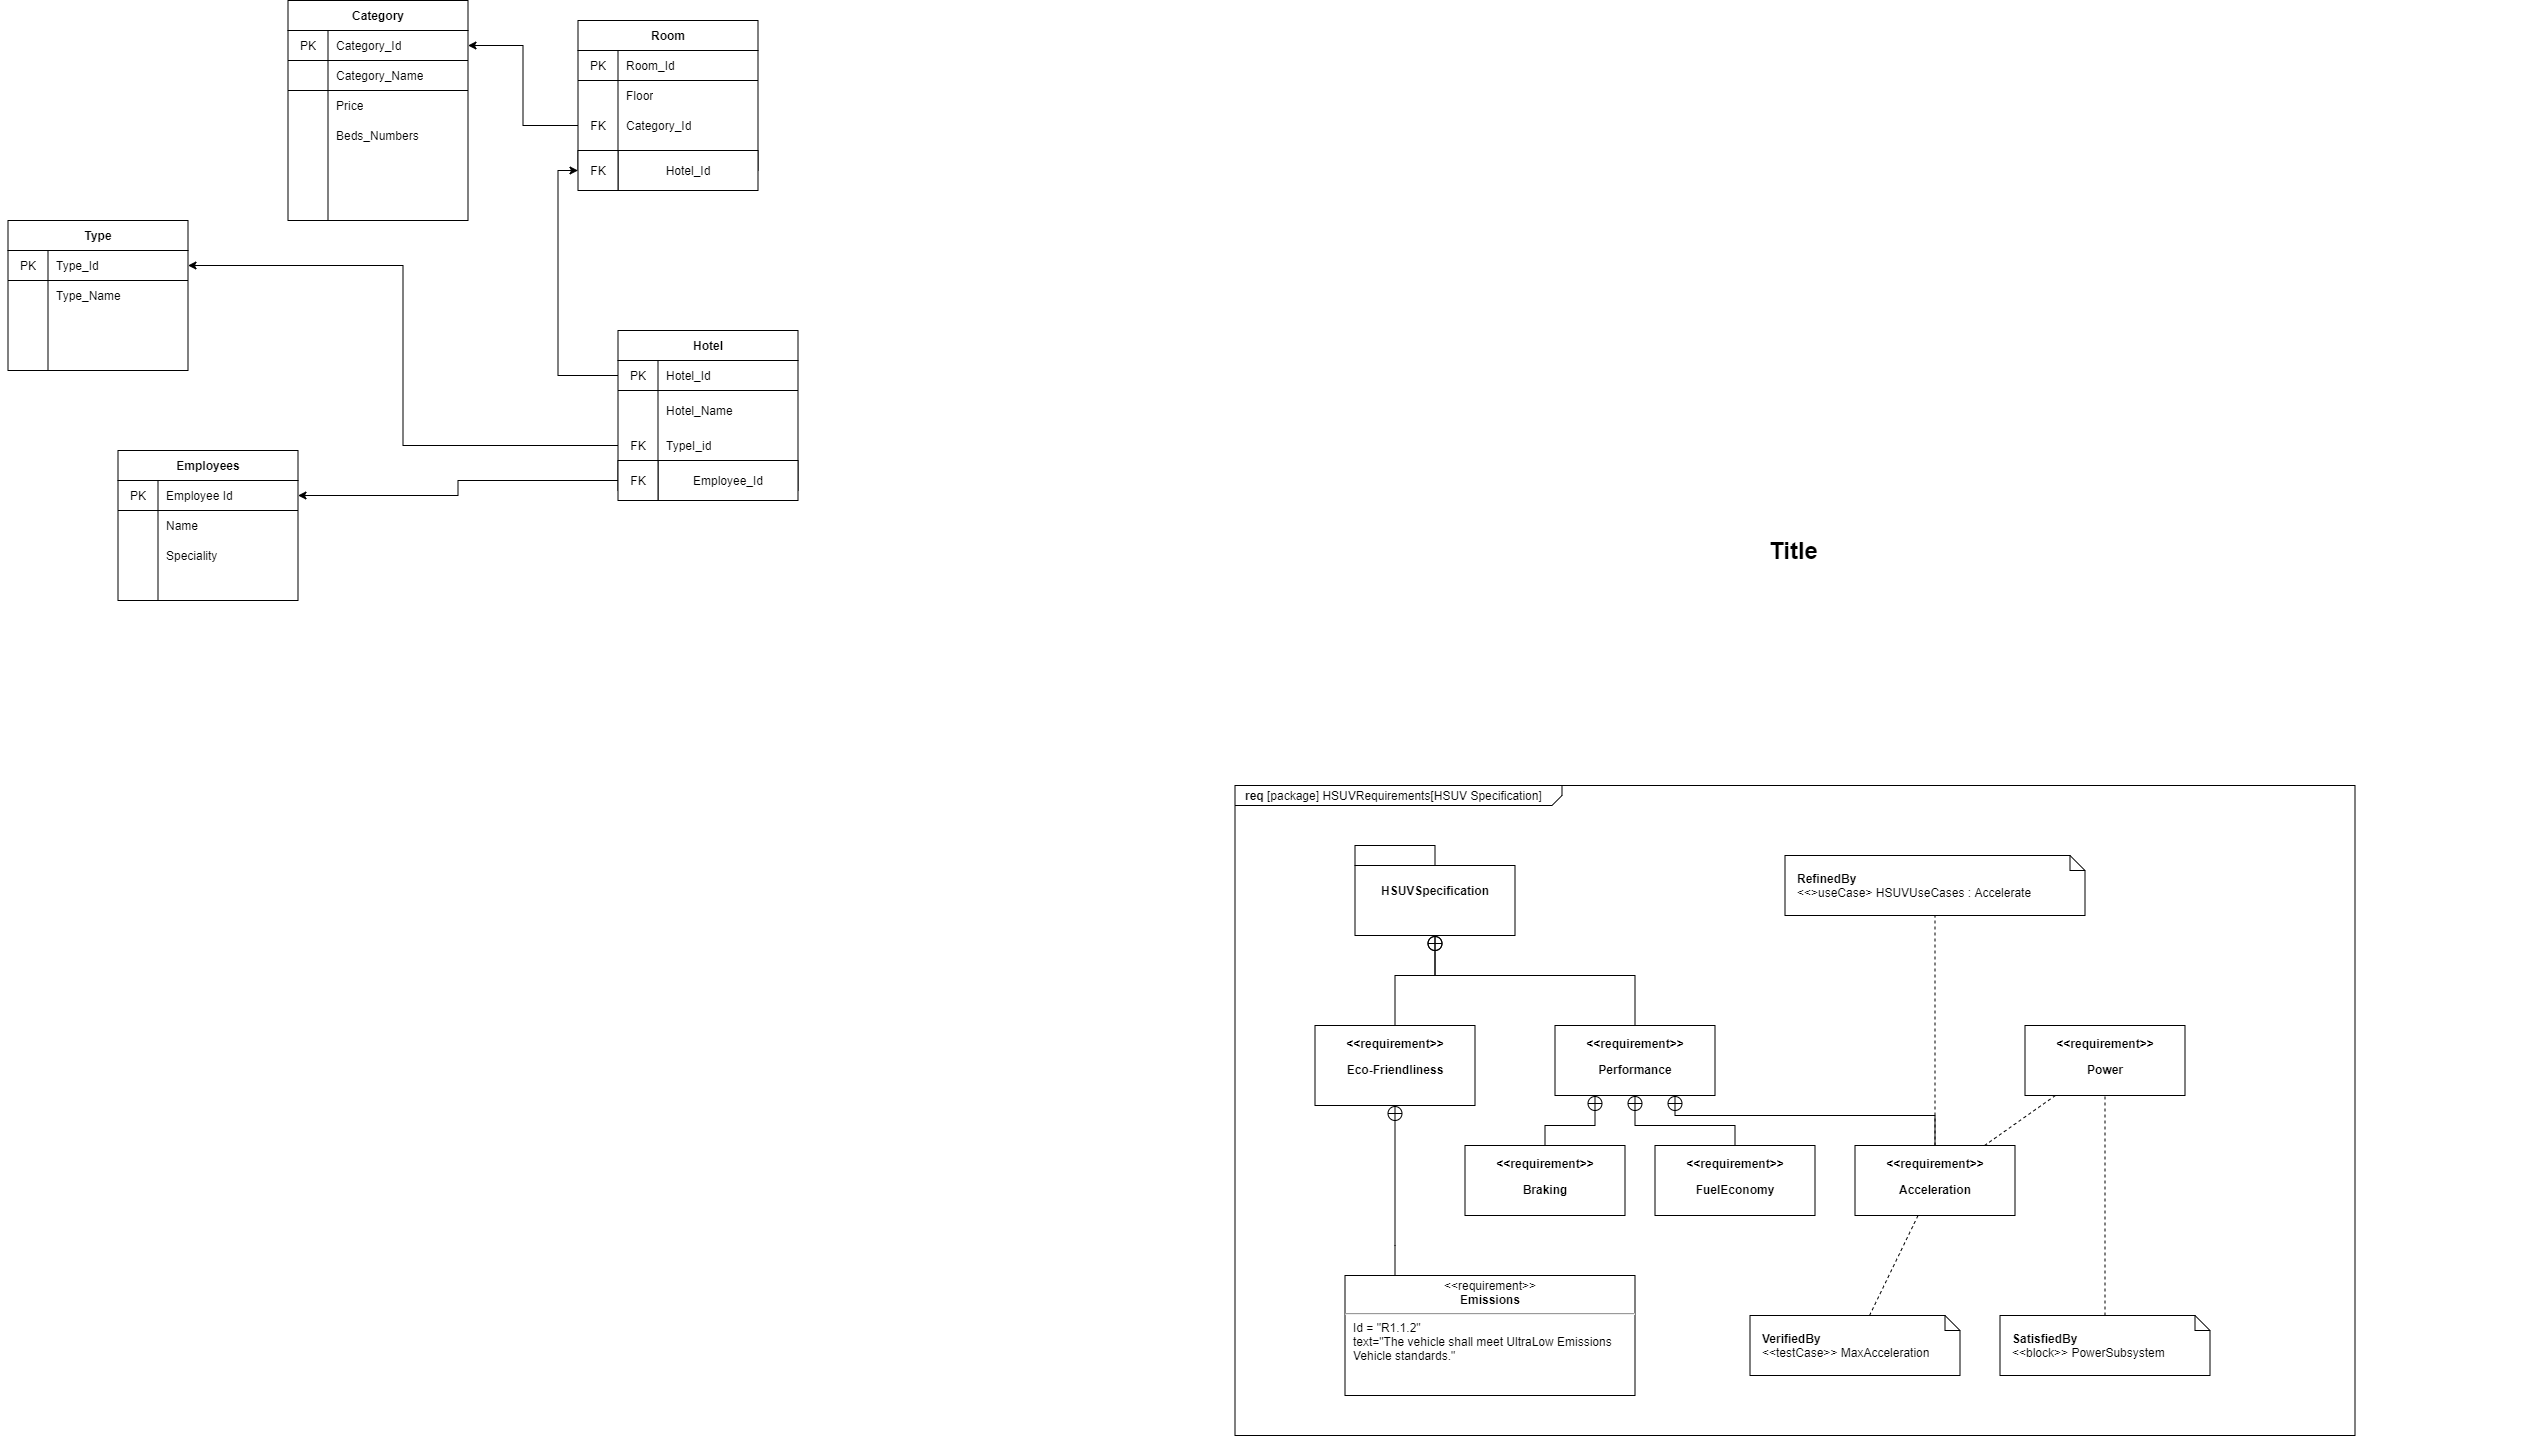 Category
PK Category_Id
Category_Name
Price
Beds_Numbers
Room
PK Room_Id
Floor
FK Category_Id
FK Hotel_Id
Type
PK Type_Id
Type_Name
Hotel
PK Hotel_Id
Hotel_Name
FK Typel_id
FK Employee_Id
Employees
PK Employee Id
Name
Speciality
Title
req [package] HSUVRequirements[HSUV Specification]
HSUVSpecification
RefinedBy
<<>useCase> HSUVUseCases : Accelerate
<<requirement>>
Eco-Friendliness
<<requirement>>
Performance
<<requirement>>
Power
<<requirement>>
Braking
<<requirement>>
FuelEconomy
<<requirement>>
Acceleration
<<requirement>>
Emissions
Id = "R1.1.2"
text="The vehicle shall meet UltraLow Emissions
Vehicle standards."
VerifiedBy
<<testCase>> MaxAcceleration
SatisfiedBy
<<block>> PowerSubsystem